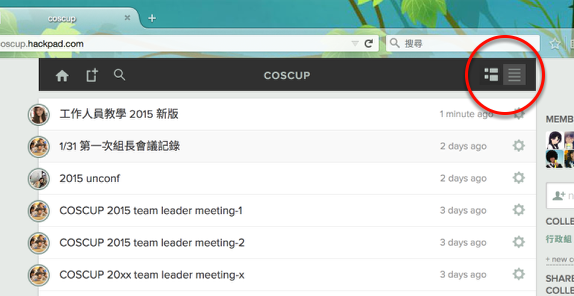 coscup
coscup.hackpad.com
搜尋
COSCUP
工作人員教學 2015 新版
1 minute ago
1/31 第一次組長會議記錄
2 days ago
2015 unconf
2 days ago
COSCUP 2015 team leader meeting-1
3 days ago
COSCUP 2015 team leader meeting-2
3 days ago
COSCUP 20xx team leader meeting-x
3 days ago
MEMB
n
COLLE
行政組
+ new c
SHARE
COLLE